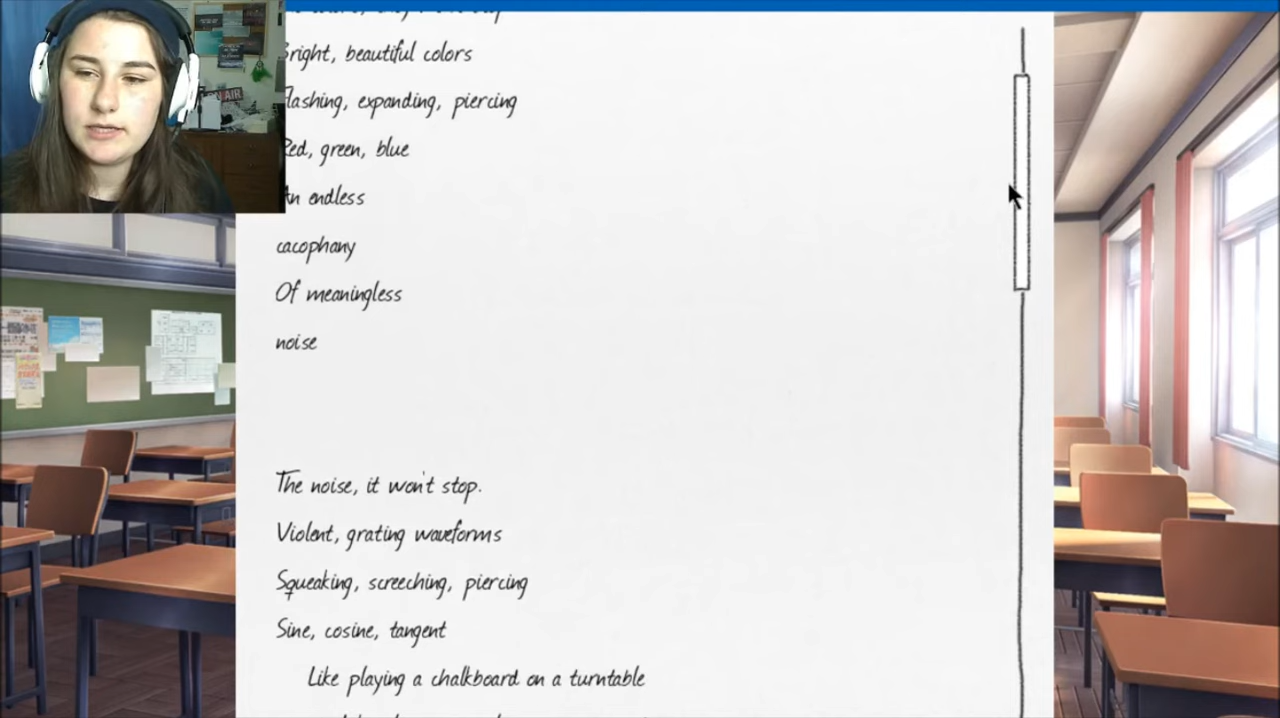 Bright, beautiful colors
Flashing, expanding, piercing
Red, green, blue
An endless
cacophany
Of meaningless
noise
The noise, it won't stop.
Violent, grating waveforms
Squeaking, screeching, piercing
Sine, cosine, tangent
Like playing a chalkboard on a turntable